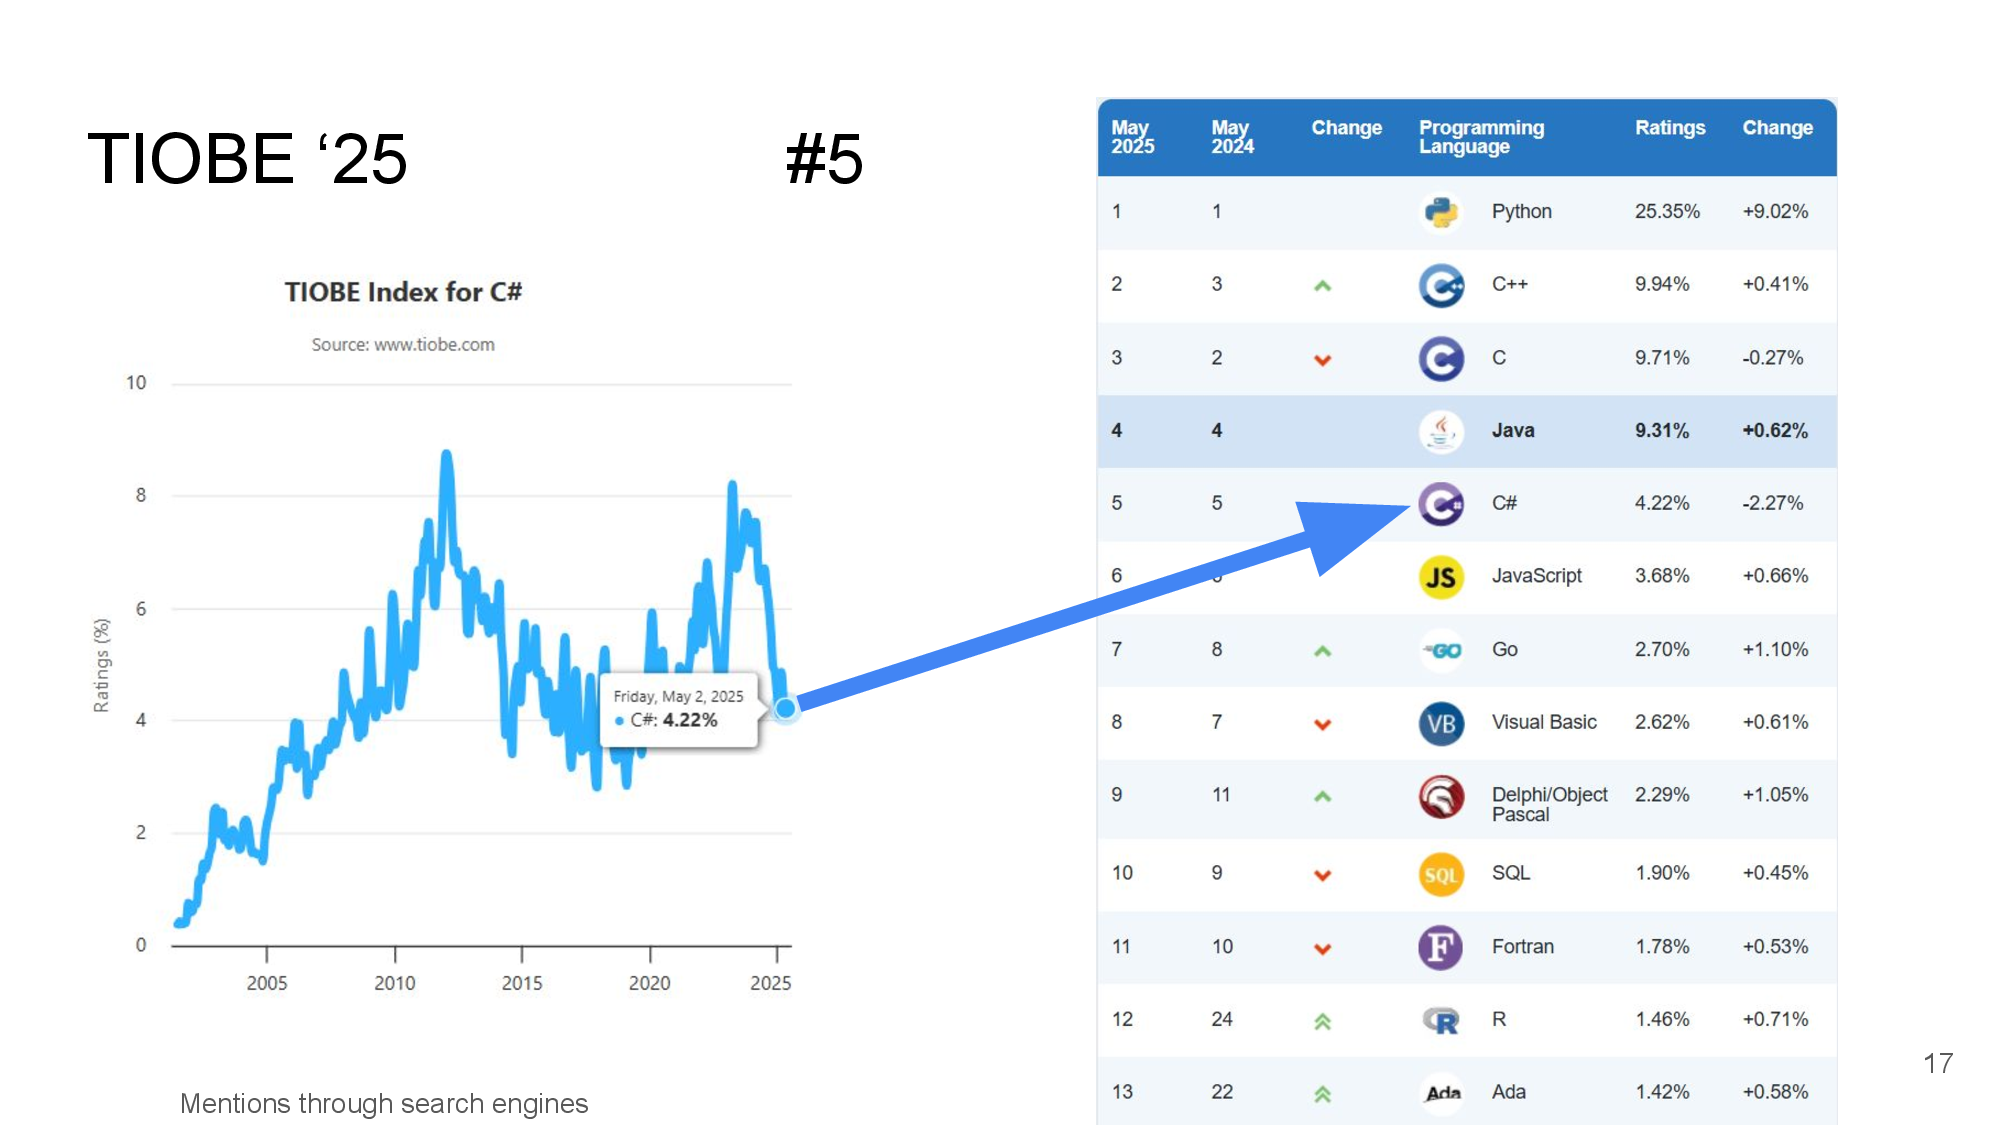 TIOBE ‘25
#5
TIOBE Index for C#
Source: www.tiobe.com
Ratings (%)
10
8
6
4
2
0
2005 2010 2015 2020 2025
Friday, May 2, 2025
C#: 4.22%
Mentions through search engines
May 2025 May 2024 Change Programming Language Ratings Change
1 1 Python 25.35% +9.02%
2 3 C++ 9.94% +0.41%
3 2 C 9.71% -0.27%
4 4 Java 9.31% +0.62%
5 5 C# 4.22% -2.27%
6 JS JavaScript 3.68% +0.66%
7 8 GO Go 2.70% +1.10%
8 7 VB Visual Basic 2.62% +0.61%
9 11 Delphi/Object Pascal 2.29% +1.05%
10 9 SQL SQL 1.90% +0.45%
11 10 F Fortran 1.78% +0.53%
12 24 R R 1.46% +0.71%
13 22 Ada Ada 1.42% +0.58%
17